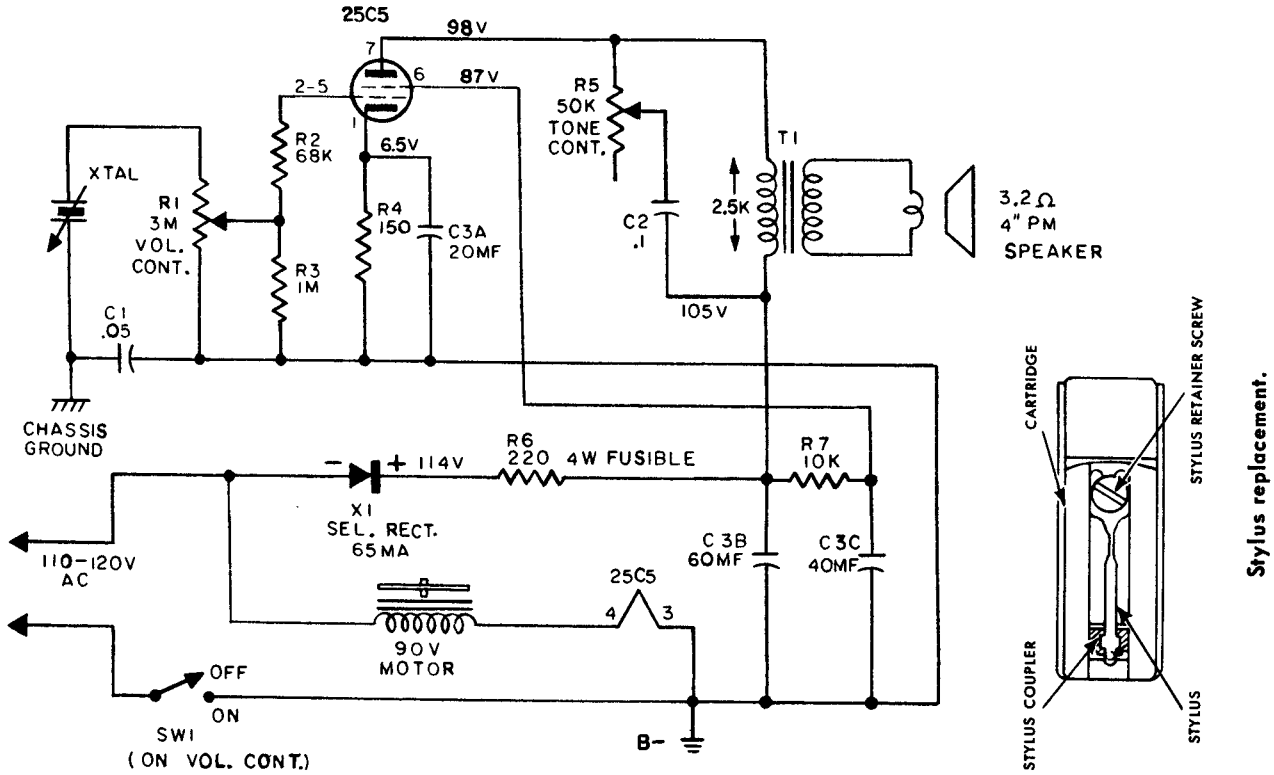 25C5
7
98V
6
87V
2-5
1
R2
68K
6.5V
R5
50K
TONE
CONT.
T1
XTAL
R1
3M
VOL.
CONT.
R4
150
C3A
20MF
C2
.1
2.5K
3.2Ω
4" PM
SPEAKER
R3
1M
C1
.05
105V
CHASSIS
GROUND
- + 114V
R6
220 4W FUSIBLE
R7
10K
X1
SEL. RECT.
65MA
110-120V
AC
C3B
60MF
C3C
40MF
25C5
4 3
90V
MOTOR
OFF
ON
SW1
(ON VOL. CONT.)
B-
CARTRIDGE
STYLUS RETAINER SCREW
STYLUS COUPLER
STYLUS
Stylus replacement.